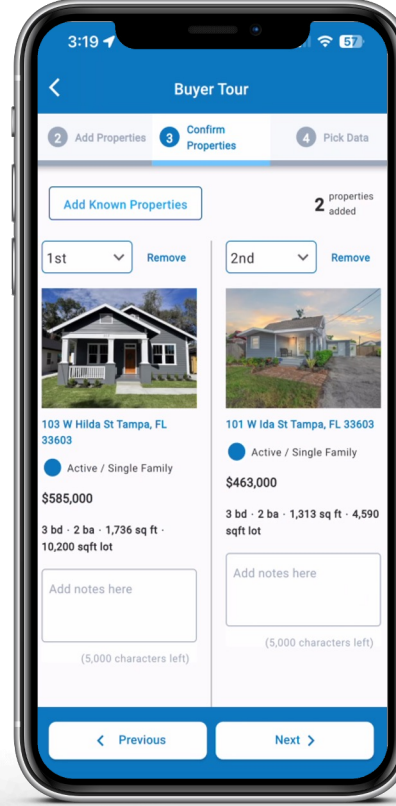 3:19
57
Buyer Tour
2 Add Properties
3 Confirm
Properties
4 Pick Data
Add Known Properties
2 properties
added
1st
Remove
2nd
Remove
103 W Hilda St Tampa, FL
33603
Active / Single Family
$585,000
3 bd · 2 ba · 1,736 sq ft ·
10,200 sqft lot
Add notes here
(5,000 characters left)
101 W Ida St Tampa, FL 33603
Active / Single Family
$463,000
3 bd · 2 ba · 1,313 sq ft · 4,590
sqft lot
Add notes here
(5,000 characters left)
Previous
Next